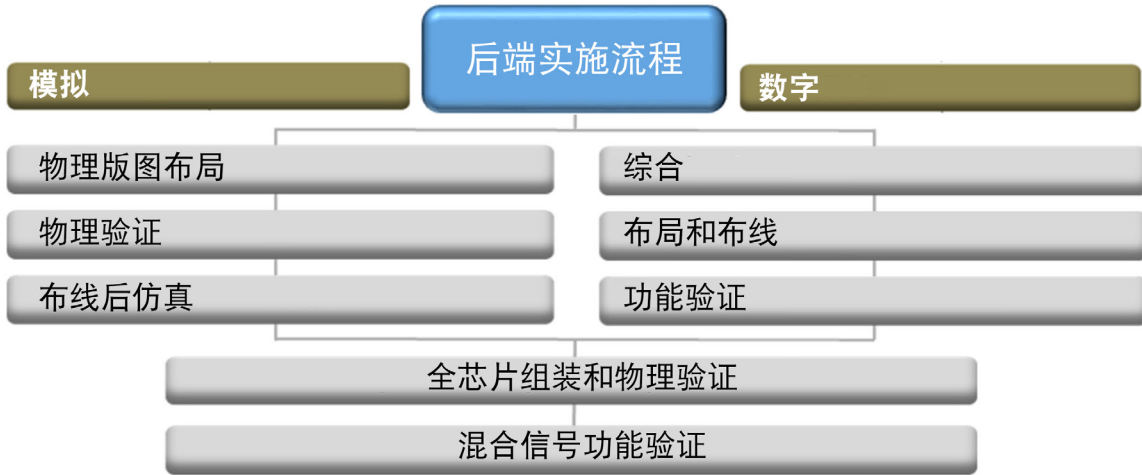 后端实施流程
模拟
数字
物理版图布局
综合
物理验证
布局和布线
布线后仿真
功能验证
全芯片组装和物理验证
混合信号功能验证